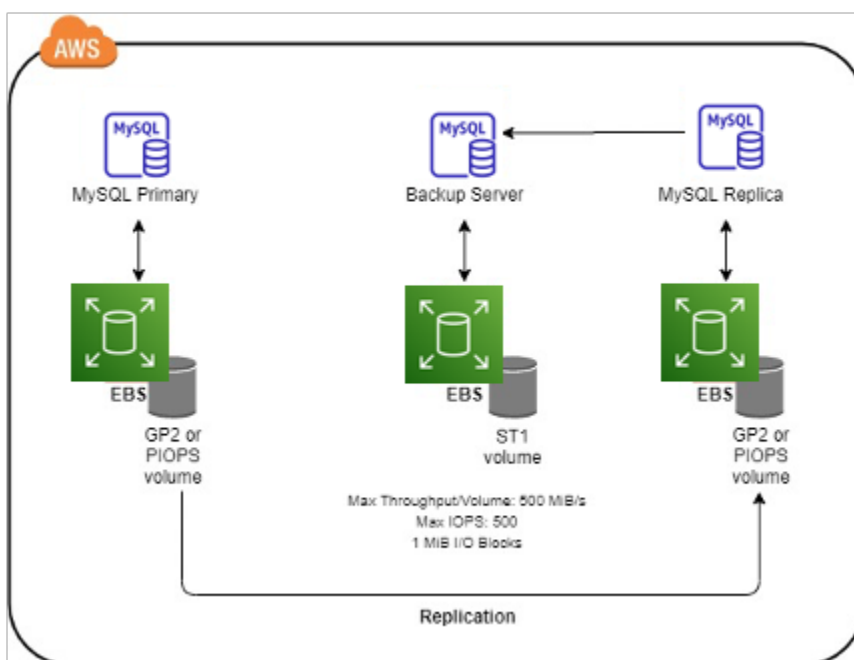 AWS
MySQL
MySQL Primary
MySQL
Backup Server
MySQL
MySQL Replica
EBS
GP2 or
PIOPS
volume
EBS
ST1
volume
EBS
GP2 or
PIOPS
volume
Max Throughput/Volume: 500 MiB/s
Max IOPS: 500
1 MiB I/O Blocks
Replication